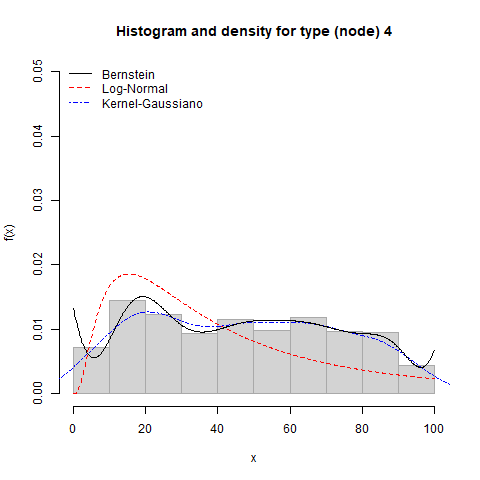 Histogram and density for type (node) 4
Bernstein
Log-Normal
Kernel-Gaussiano
f(x)
0.05
0.04
0.03
0.02
0.01
0.00
0 20 40 60 80 100
x